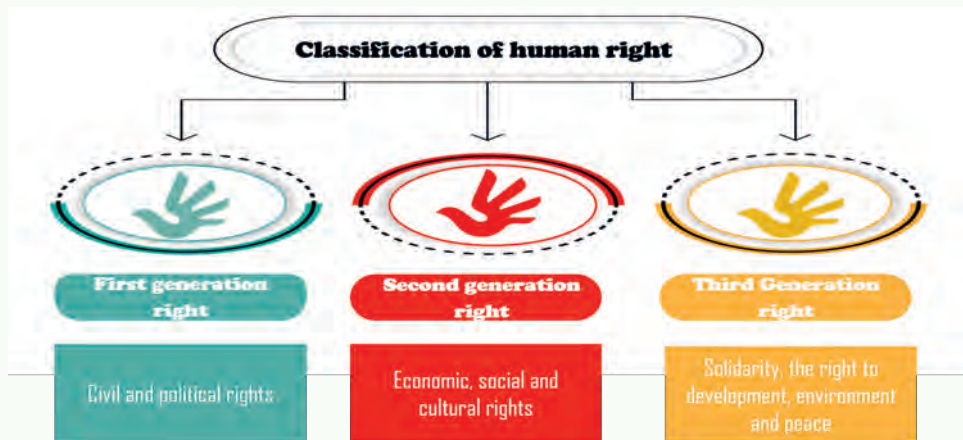 Classification of human right
First generation
right
Second generation
right
Third Generation
right
Civil and political rights
Economic, social and
cultural rights
Solidarity, the right to
development, environment
and peace